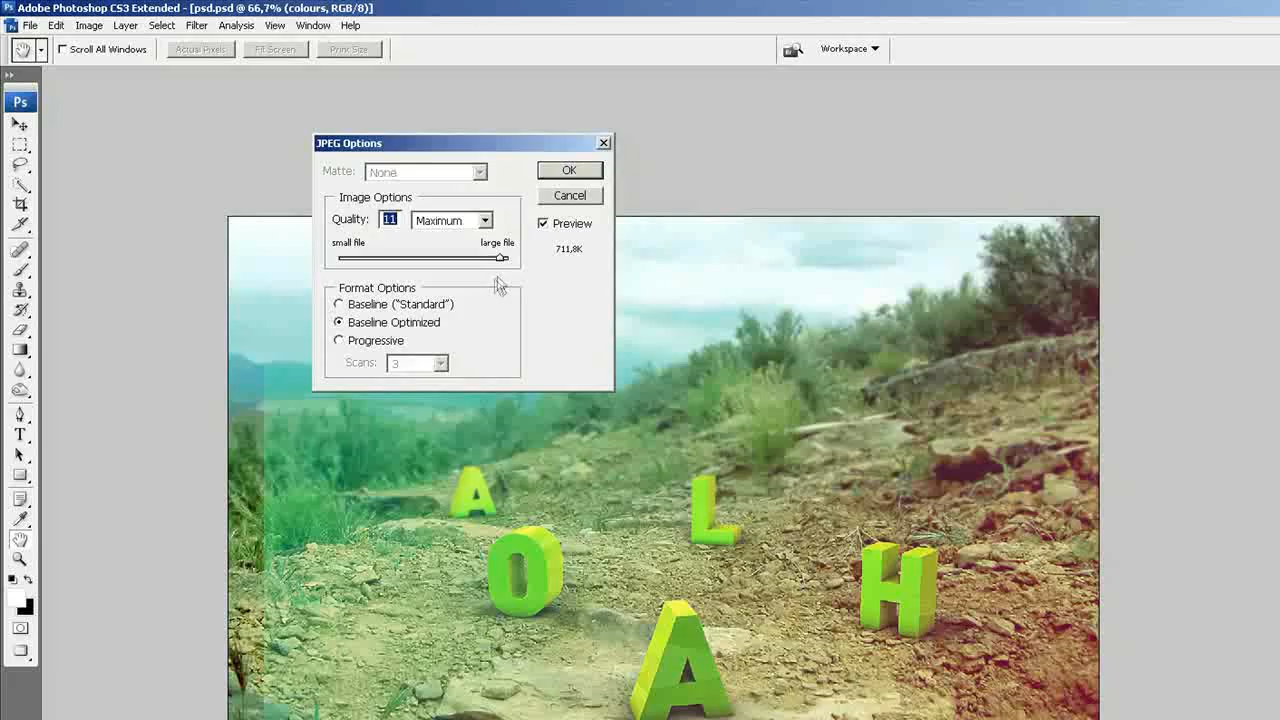 Adobe Photoshop CS3 Extended - [psd.psd @ 66,7% (colours, RGB/8)]
File Edit Image Layer Select Filter Analysis View Window Help
Scroll All Windows Actual Pixels Fit Screen Print Size Workspace
Ps
JPEG Options
Matte: None OK
Image Options Cancel
Quality: 11 Maximum Preview
small file large file 711,8K
Format Options
Baseline ("Standard")
Baseline Optimized
Progressive
Scans: 3
T
A L
O H
A